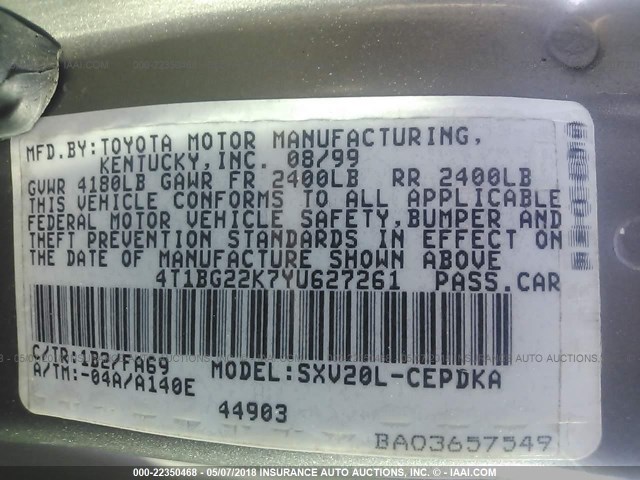 MFD.BY:TOYOTA MOTOR MANUFACTURING,
KENTUCKY,INC. 08/99
GVWR 4180LB GAWR FR 2400LB RR 2400LB
THIS VEHICLE CONFORMS TO ALL APPLICABLE
FEDERAL MOTOR VEHICLE SAFETY,BUMPER AND
THEFT PREVENTION STANDARDS IN EFFECT ON
THE DATE OF MANUFACTURE SHOWN ABOVE
4T1BG22K7YU627261 PASS.CAR
C/TR:1B2/FA69 MODEL:SXV20L-CEPDKA
A/TM:-04A/A140E
44903
BA03657549
000-22350468 - 05/07/2018 INSURANCE AUTO AUCTIONS, INC. - © IAAI.COM